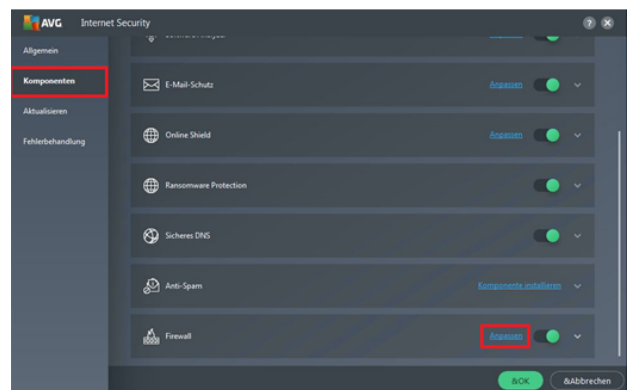 AVG Internet Security
Allgemein
Komponenten
Aktualisieren
Fehlerbehandlung
E-Mail-Schutz Anpassen
Online Shield Anpassen
Ransomware Protection
Sicheres DNS
Anti-Spam Komponente installieren
Firewall Anpassen
&OK &Abbrechen